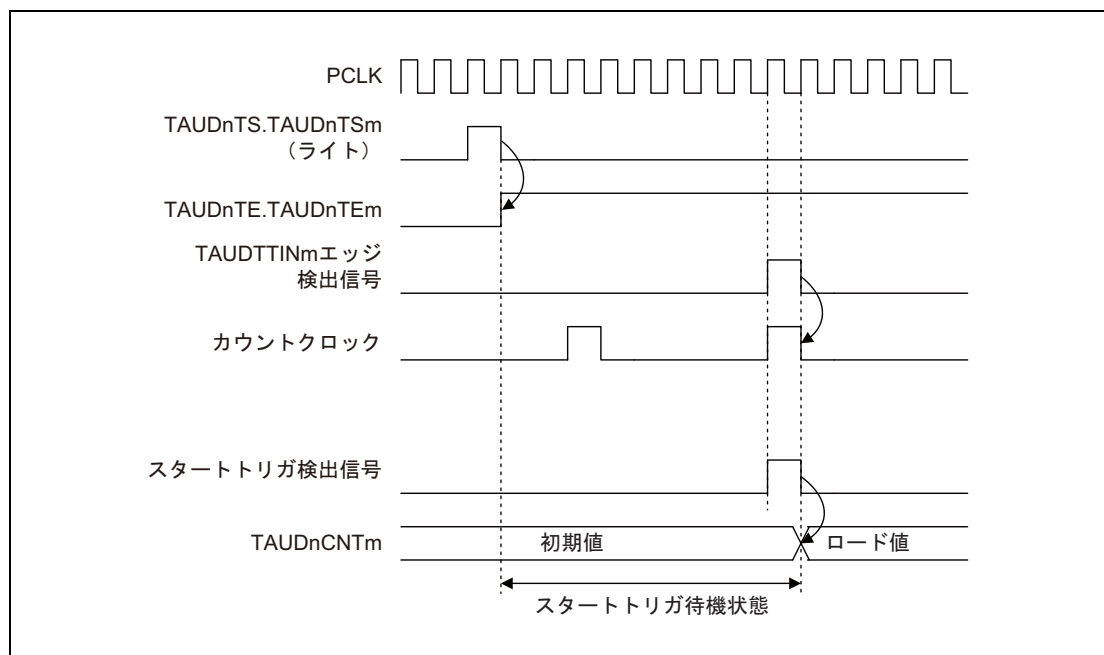 PCLK
TAUDnTS.TAUDnTSm
（ライト）
TAUDnTE.TAUDnTEm
TAUDTTINmエッジ
検出信号
カウントクロック
スタートトリガ検出信号
TAUDnCNTm
初期値
ロード値
スタートトリガ待機状態